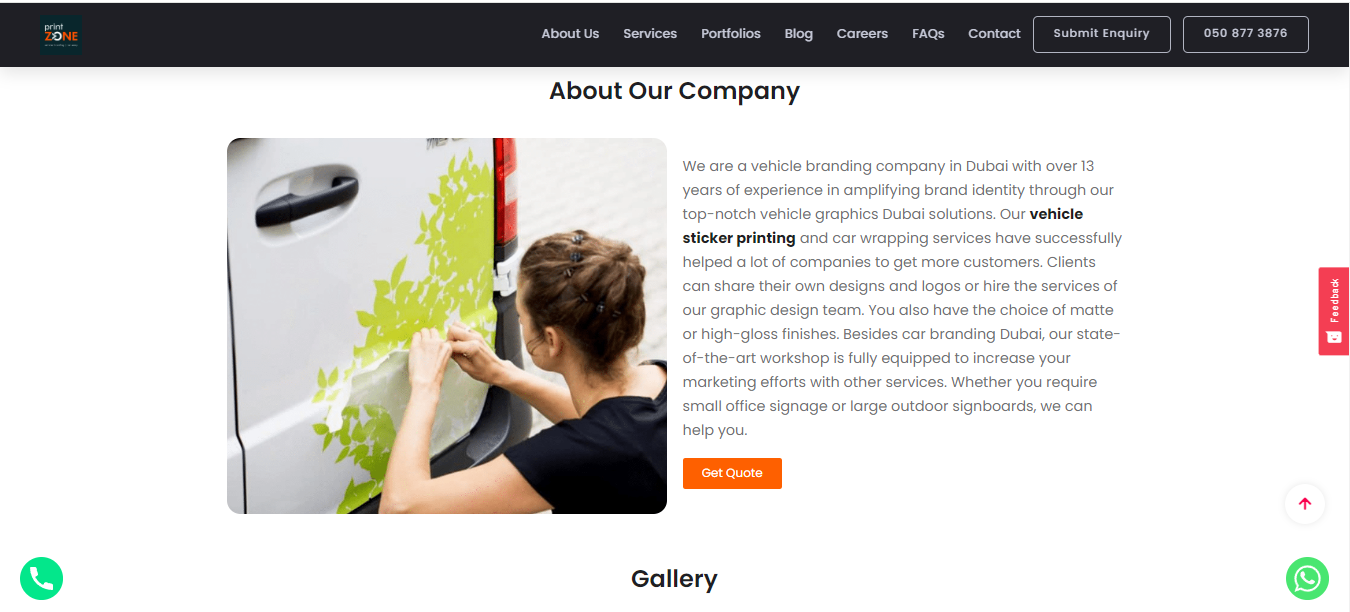 print
ZONE
About Us
Services
Portfolios
Blog
Careers
FAQs
Contact
Submit Enquiry
050 877 3876
About Our Company
We are a vehicle branding company in Dubai with over 13
years of experience in amplifying brand identity through our
top-notch vehicle graphics Dubai solutions. Our vehicle
sticker printing and car wrapping services have successfully
helped a lot of companies to get more customers. Clients
can share their own designs and logos or hire the services of
our graphic design team. You also have the choice of matte
or high-gloss finishes. Besides car branding Dubai, our state-
of-the-art workshop is fully equipped to increase your
marketing efforts with other services. Whether you require
small office signage or large outdoor signboards, we can
help you.
Get Quote
Feedback
Gallery